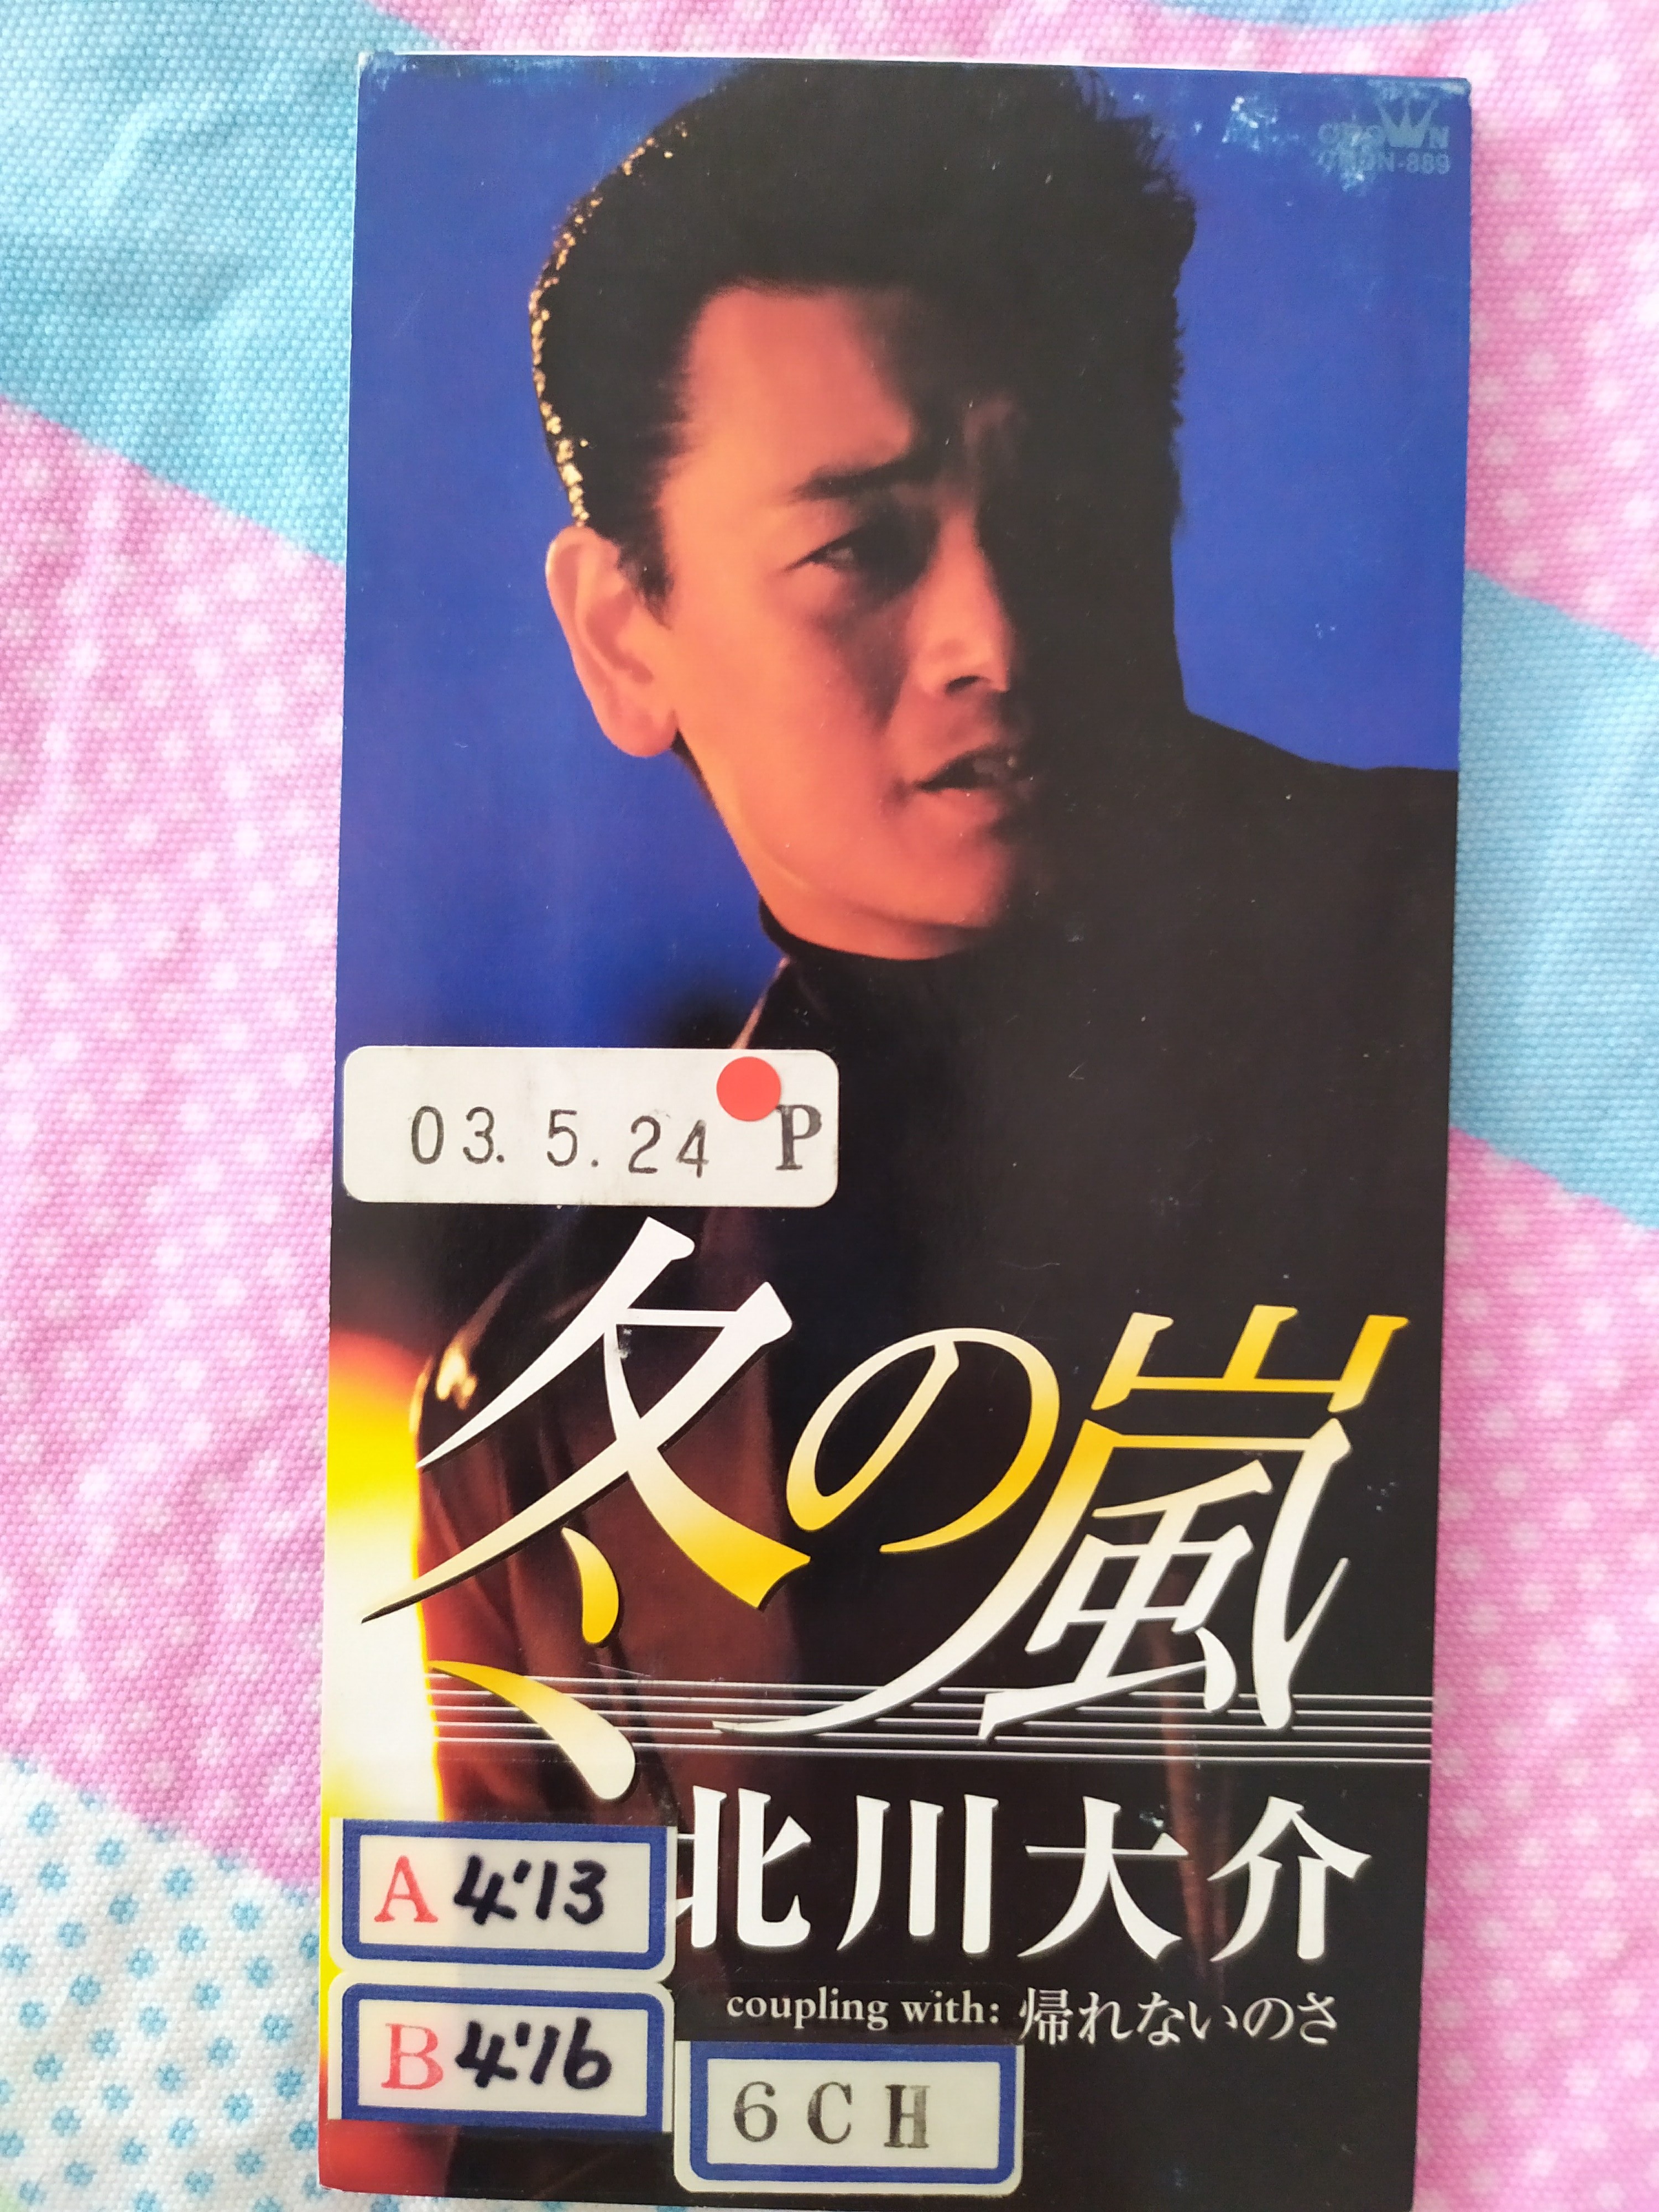 CROWN
03. 5. 24 P
冬の嵐
北川大介
A 4'13
coupling with: 帰れないのさ
B 4'16
6CH